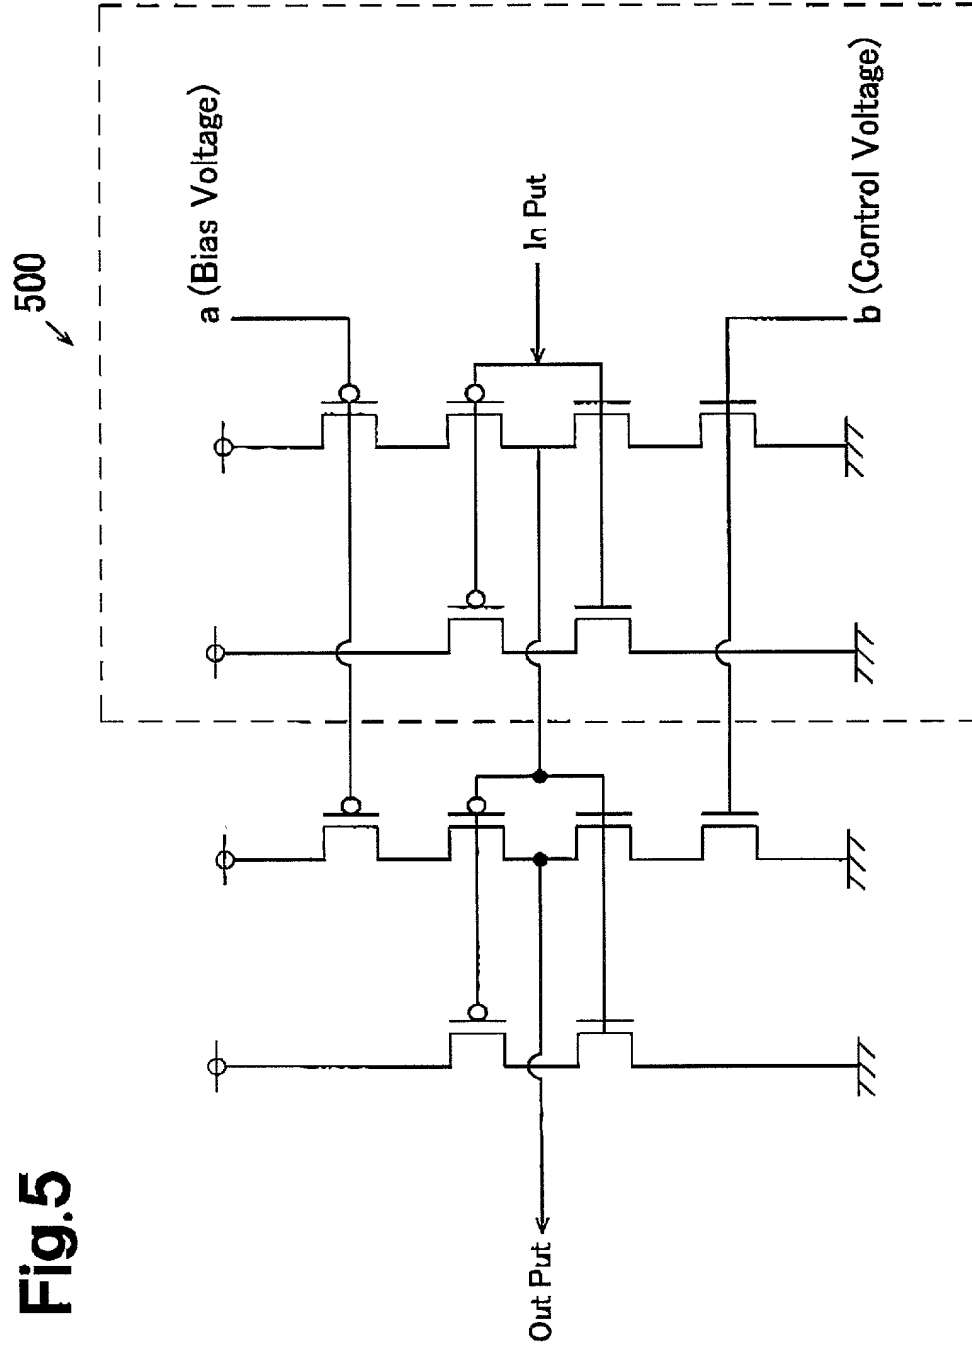 Fig.5
500
a (Bias Voltage)
In Put
b (Control Voltage)
Out Put